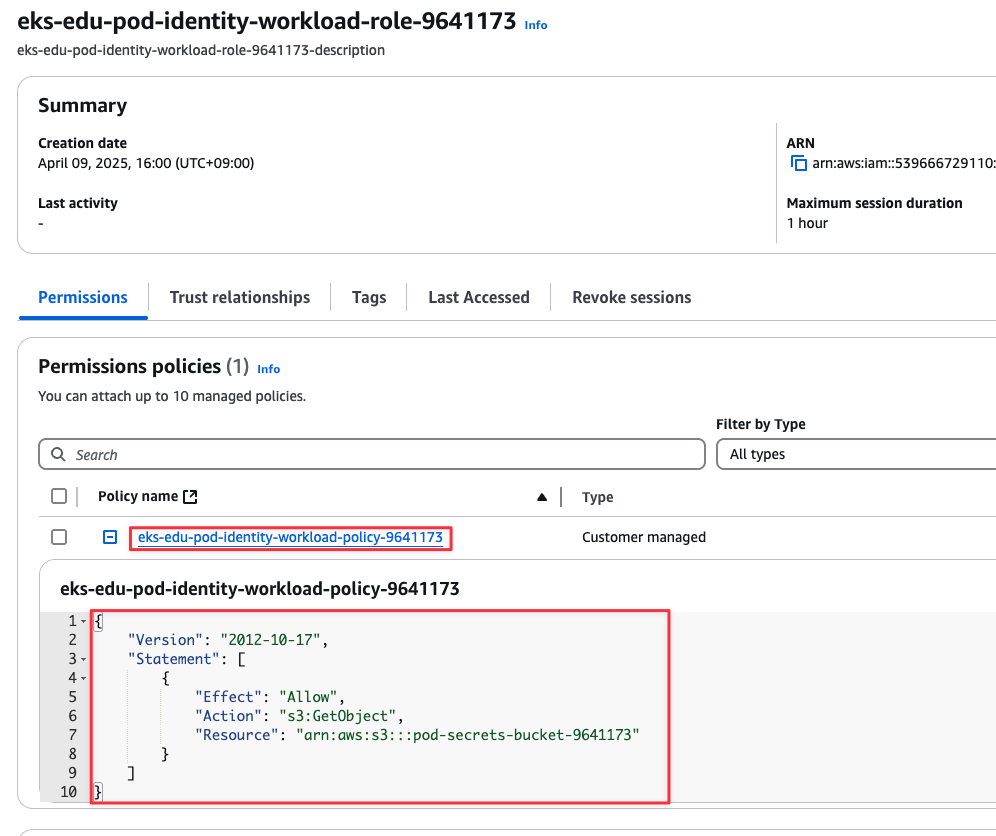 eks-edu-pod-identity-workload-role-9641173 Info
eks-edu-pod-identity-workload-role-9641173-description
Summary
Creation date
April 09, 2025, 16:00 (UTC+09:00)
Last activity
-
ARN
arn:aws:iam::539666729110:
Maximum session duration
1 hour
Permissions
Trust relationships
Tags
Last Accessed
Revoke sessions
Permissions policies (1) Info
You can attach up to 10 managed policies.
Filter by Type
Search
All types
Policy name
Type
eks-edu-pod-identity-workload-policy-9641173
Customer managed
eks-edu-pod-identity-workload-policy-9641173
1 {
2 "Version": "2012-10-17",
3 "Statement": [
4 {
5 "Effect": "Allow",
6 "Action": "s3:GetObject",
7 "Resource": "arn:aws:s3:::pod-secrets-bucket-9641173"
8 }
9 ]
10 }